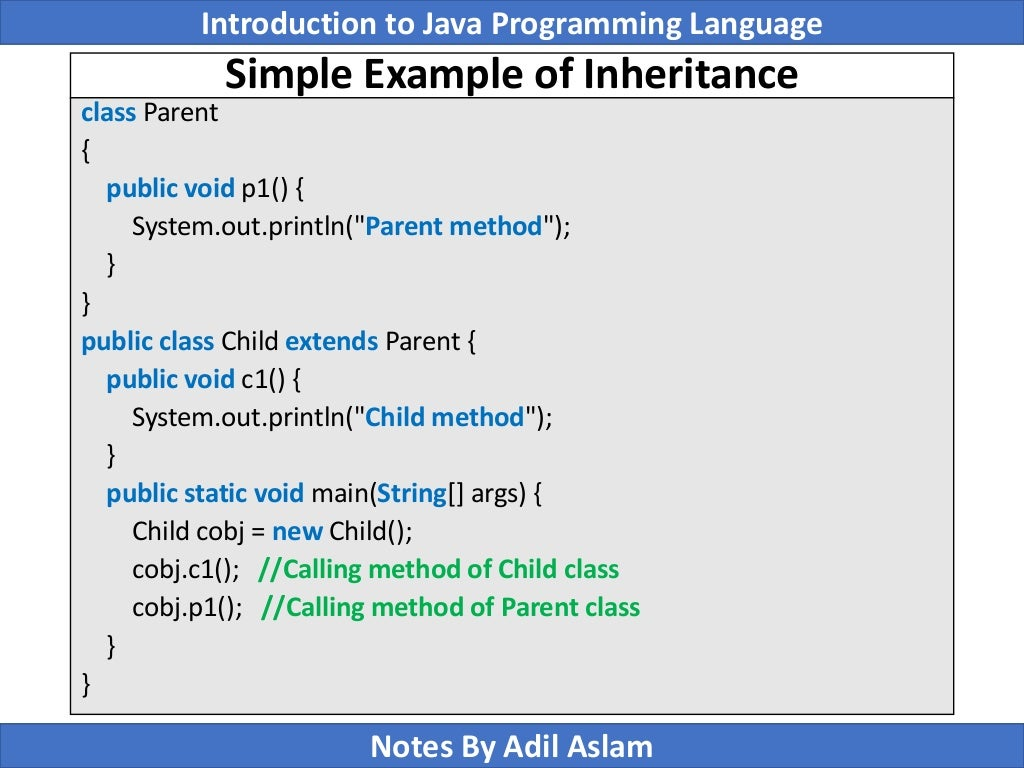 Introduction to Java Programming Language
Simple Example of Inheritance
class Parent
{
public void p1() {
System.out.println("Parent method");
}
}
public class Child extends Parent {
public void c1() {
System.out.println("Child method");
}
public static void main(String[] args) {
Child cobj = new Child();
cobj.c1(); //Calling method of Child class
cobj.p1(); //Calling method of Parent class
}
}
Notes By Adil Aslam